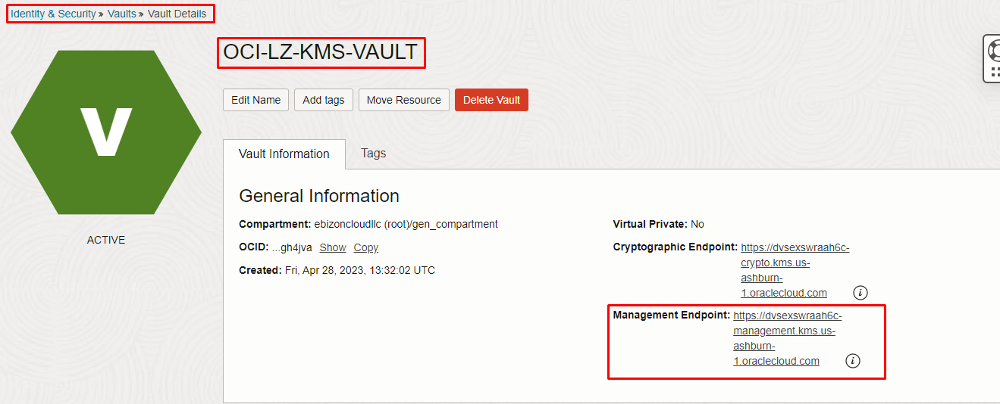 Identity & Security » Vaults » Vault Details
V
ACTIVE
OCI-LZ-KMS-VAULT
Edit Name Add tags Move Resource Delete Vault
Vault Information Tags
General Information
Compartment: ebizoncloudllc (root)/gen_compartment
OCID: ...gh4jva Show Copy
Created: Fri, Apr 28, 2023, 13:32:02 UTC
Virtual Private: No
Cryptographic Endpoint: https://dvsexswraah6c-
crypto.kms.us-
ashburn-
1.oraclecloud.com i
Management Endpoint: https://dvsexswraah6c-
management.kms.us-
ashburn-
1.oraclecloud.com i